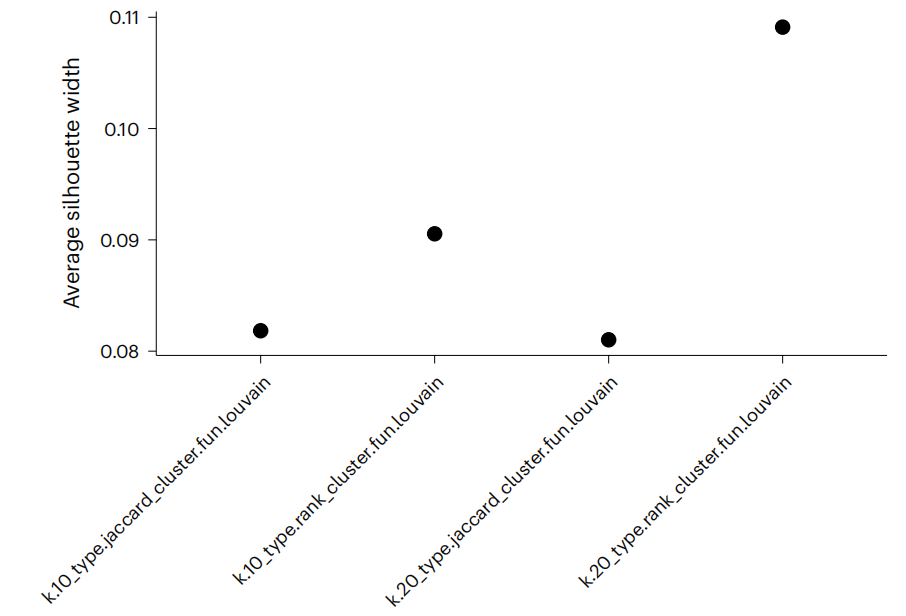 Average silhouette width
0.11
0.10
0.09
0.08
k.10_type.jaccard_cluster.fun.louvain
k.10_type.rank_cluster.fun.louvain
k.20_type.jaccard_cluster.fun.louvain
k.20_type.rank_cluster.fun.louvain